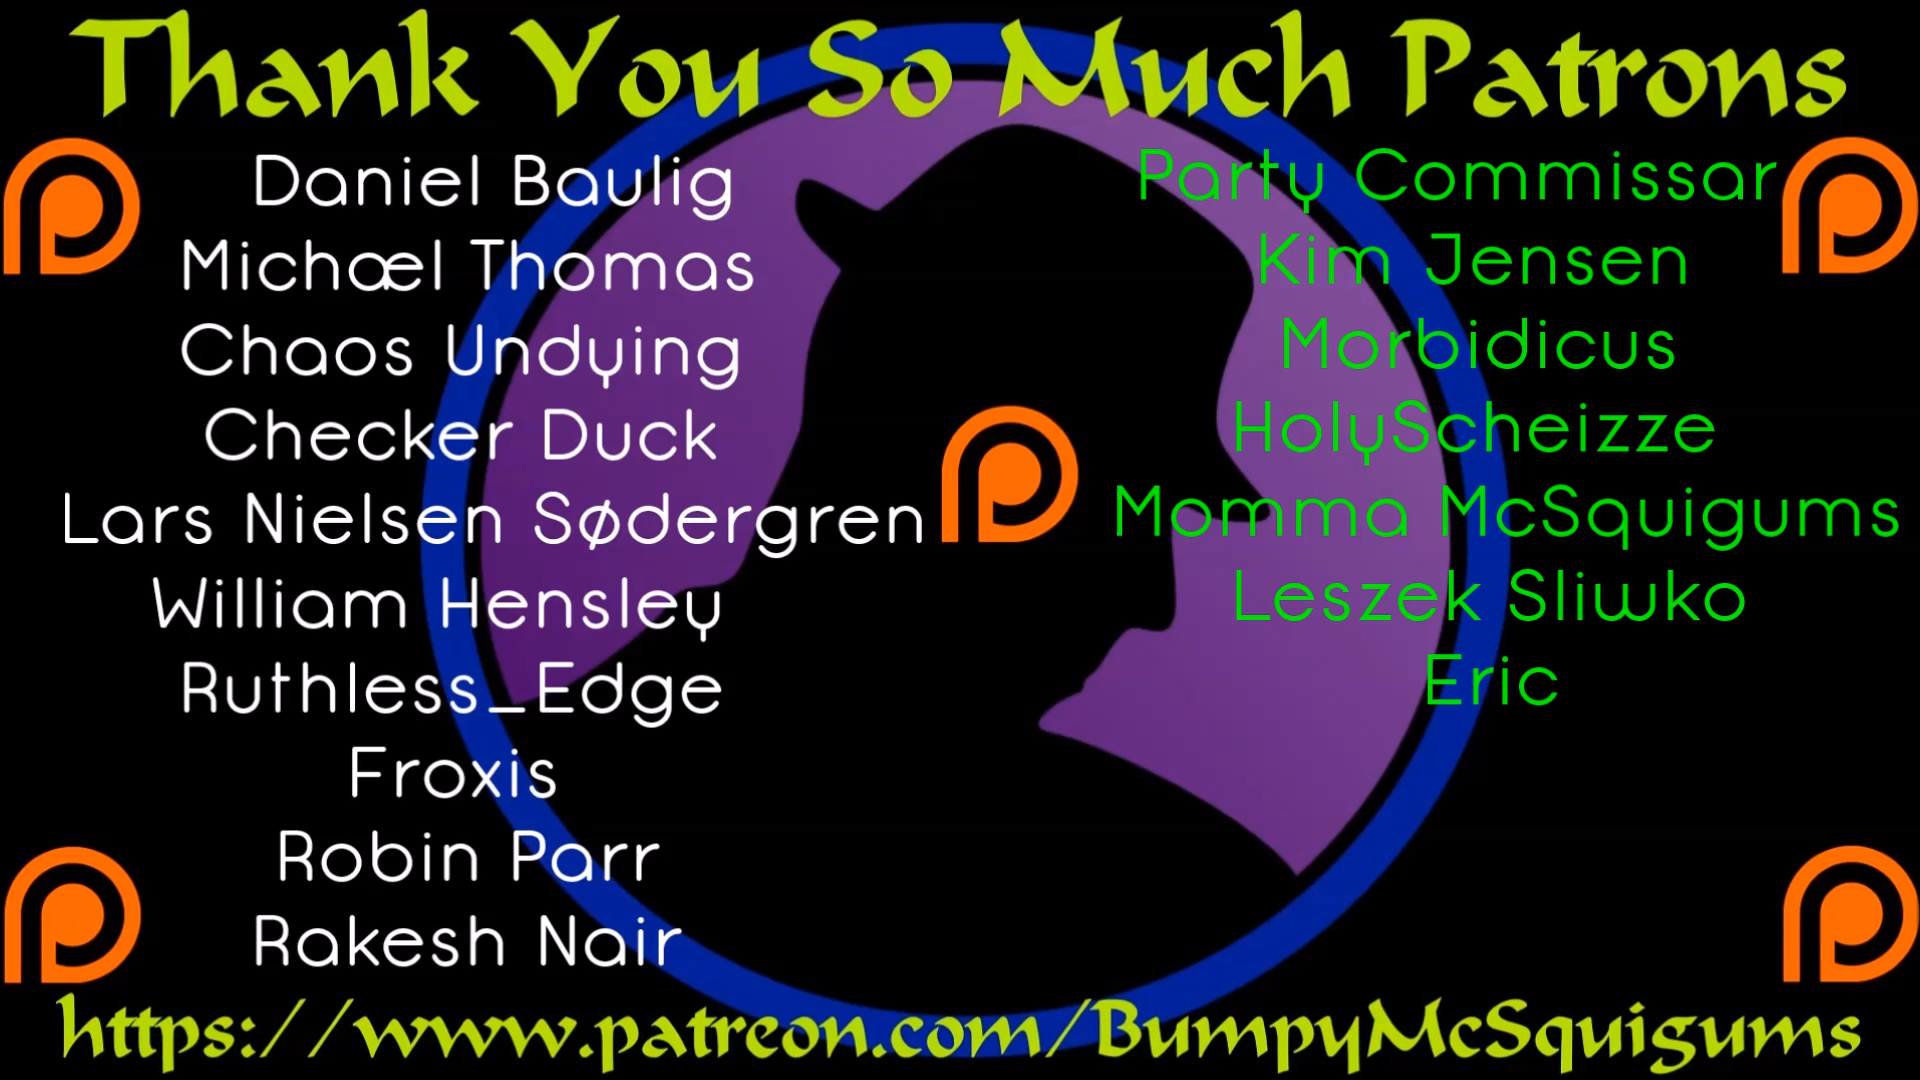 Thank You So Much Patrons
Daniel Baulig
Michæl Thomas
Chaos Undying
Checker Duck
Lars Nielsen Sødergren
William Hensley
Ruthless_Edge
Froxis
Robin Parr
Rakesh Nair
Party Commissar
Kim Jensen
Morbidicus
HolyScheizze
Momma McSquigums
Leszek Sliwko
Eric
https://www.patreon.com/BumpyMcSquigums